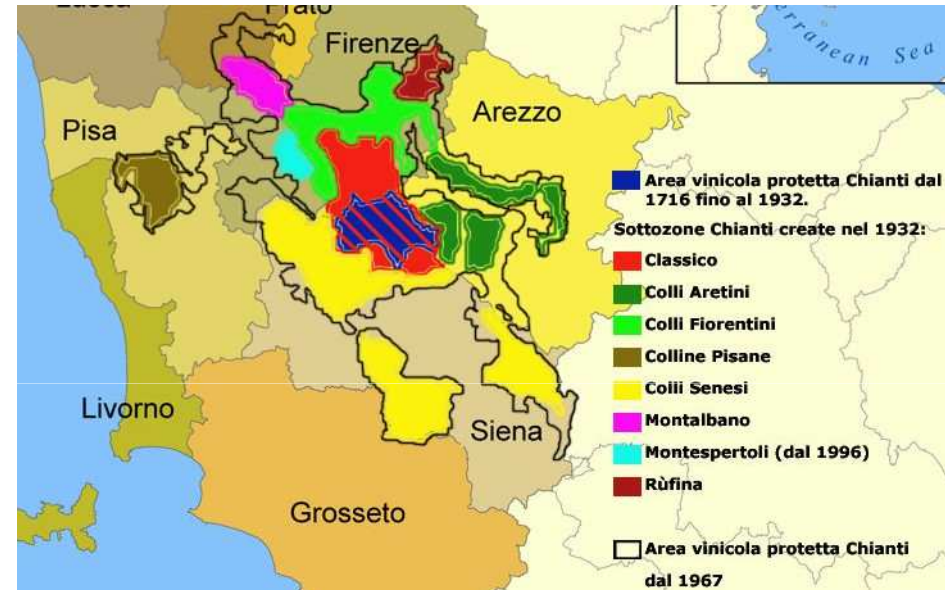 Prato
Firenze
Pisa
Arezzo
Livorno
Siena
Grosseto
Sea
Area vinicola protetta Chianti dal
1716 fino al 1932.
Sottozone Chianti create nel 1932:
Classico
Colli Aretini
Colli Fiorentini
Colline Pisane
Colli Senesi
Montalbano
Montespertoli (dal 1996)
Rùfina
Area vinicola protetta Chianti
dal 1967